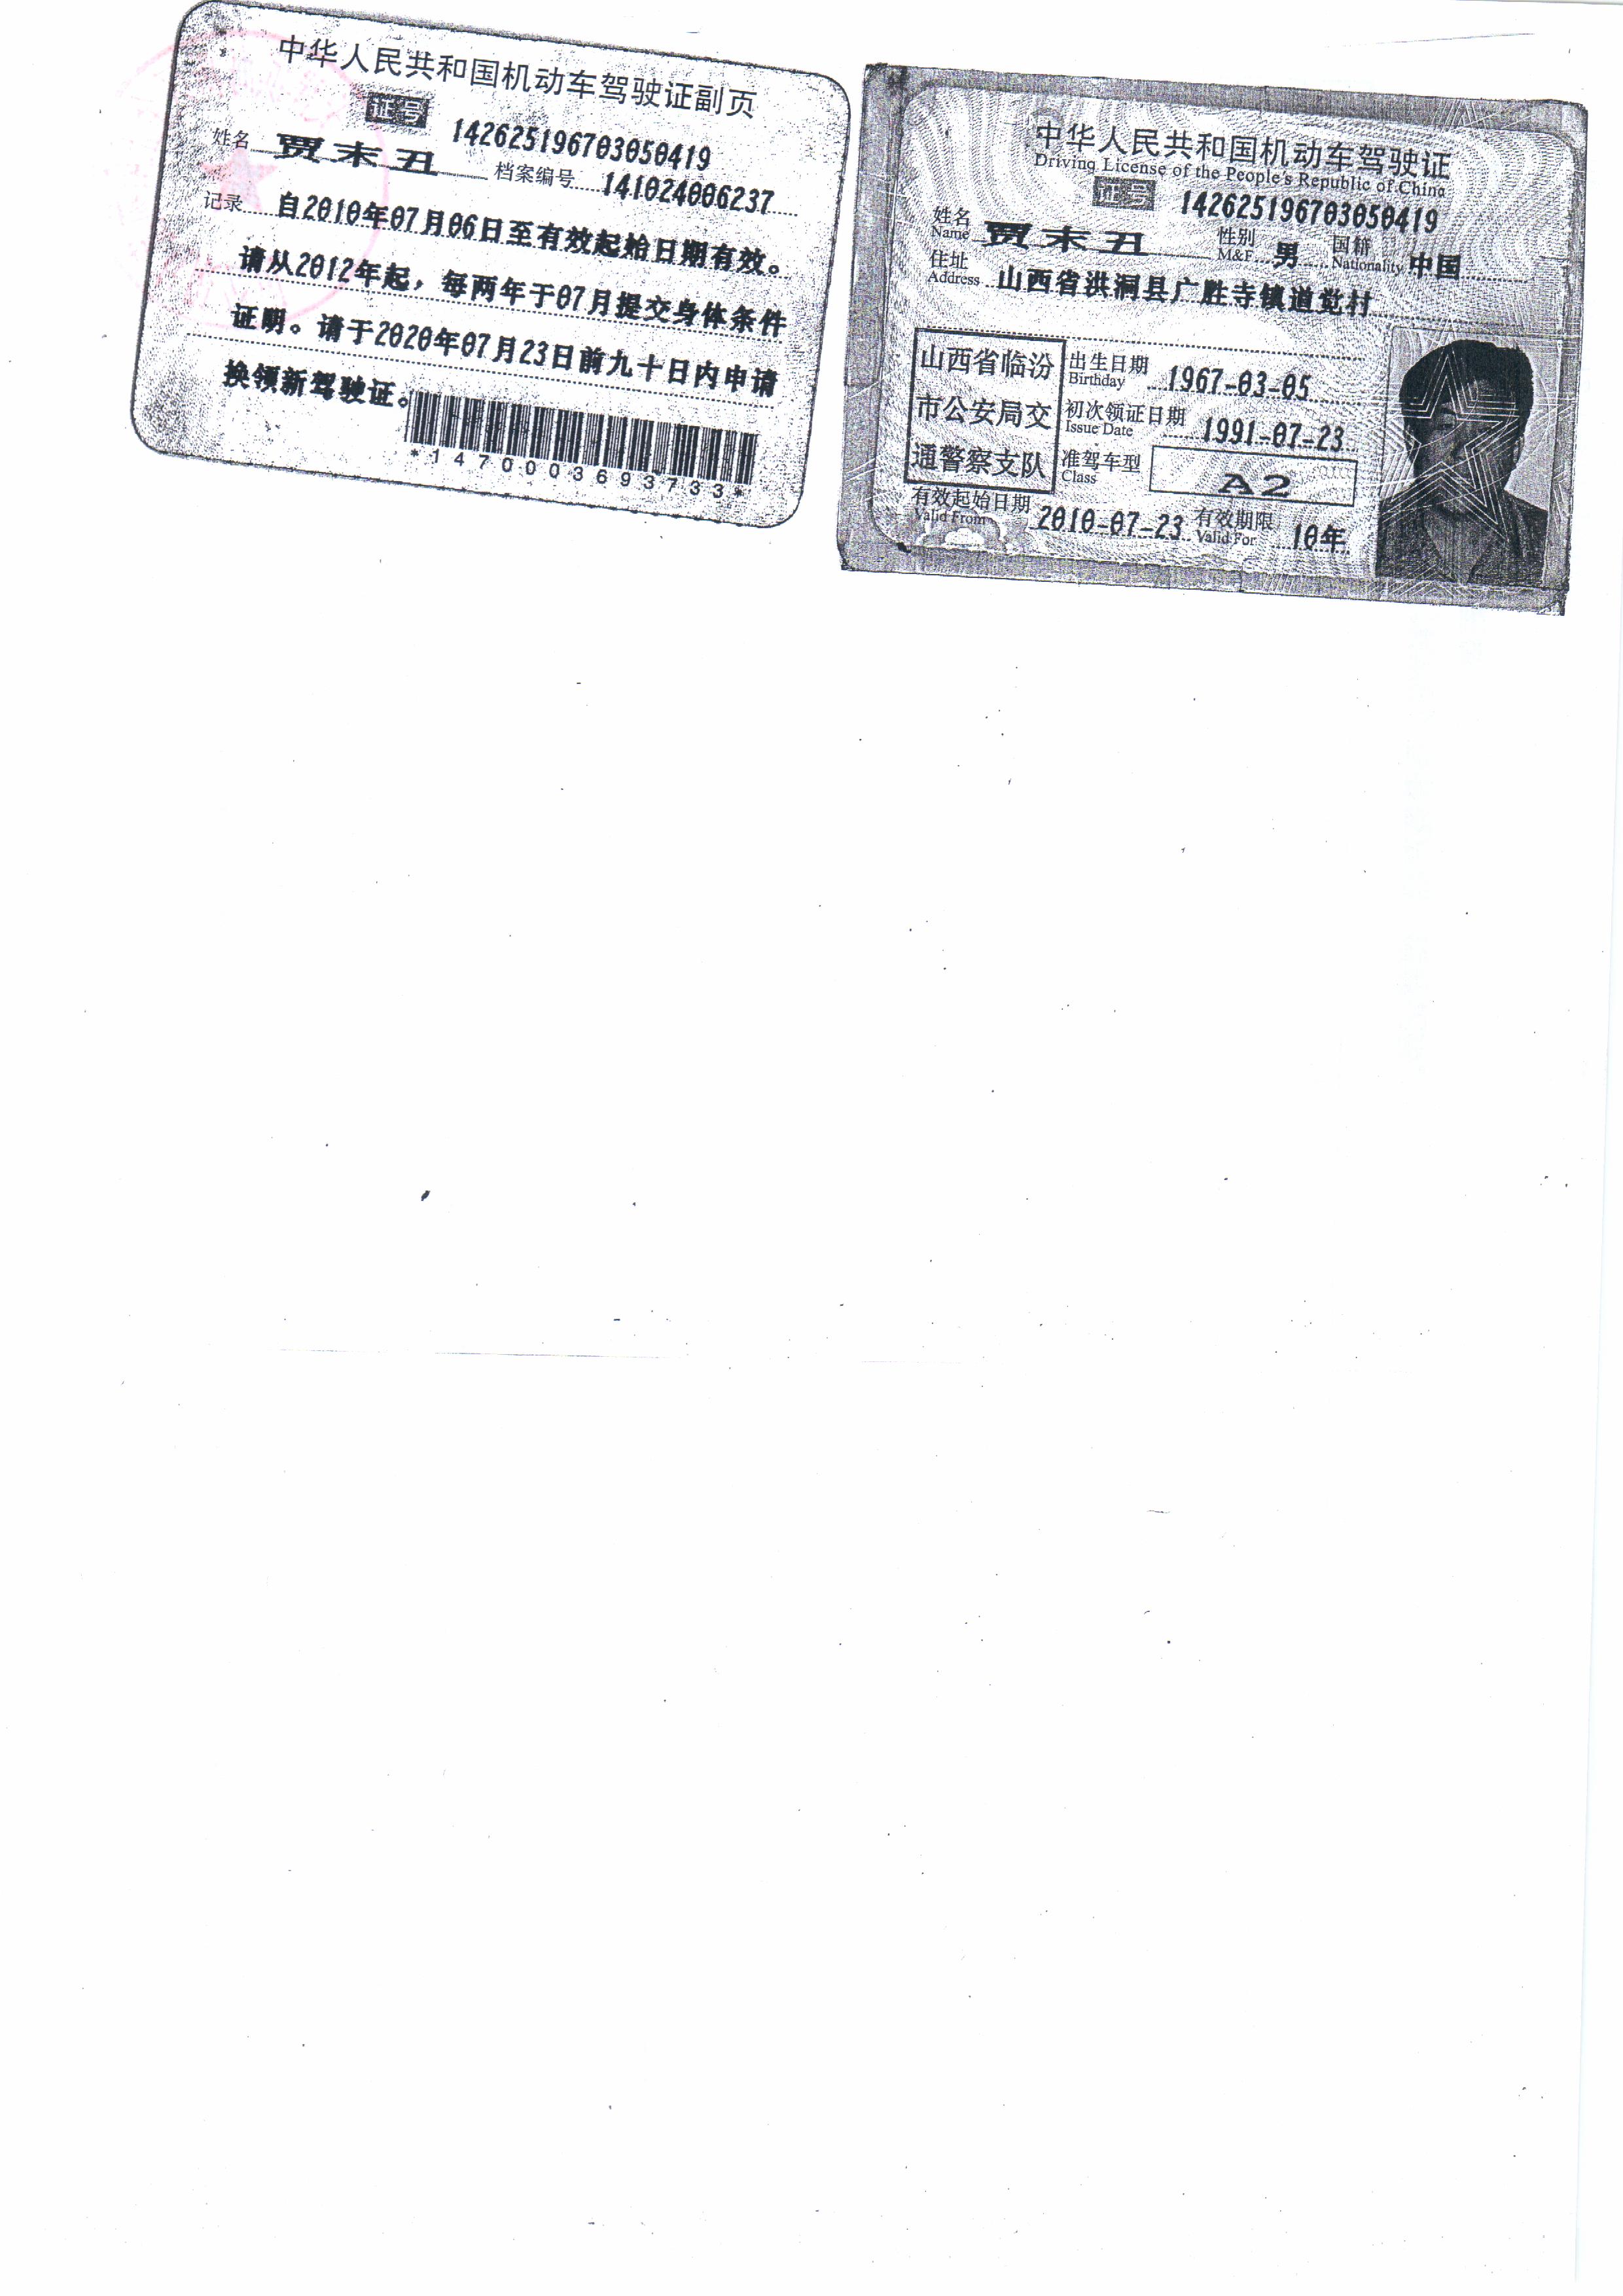 中华人民共和国机动车驾驶证副页
证号 142625196703050419
姓名 贾末丑 档案编号 141024006237
记录 自2010年07月06日至有效起始日期有效。
请从2012年起，每两年于07月提交身体条件
证明。请于2020年07月23日前九十日内申请
换领新驾驶证。
*1470003693733*
中华人民共和国机动车驾驶证
Driving License of the People's Republic of China
证号 142625196703050419
姓名 贾末丑 性别 男 国籍 中国
Name M&F Nationality
住址 山西省洪洞县广胜寺镇道觉村
Address
山西省临汾
市公安局交
通警察支队
出生日期 1967-03-05
Birthday
初次领证日期 1991-07-23
Issue Date
准驾车型 A2
Class
有效起始日期 2010-07-23 有效期限 10年
Valid From Valid For